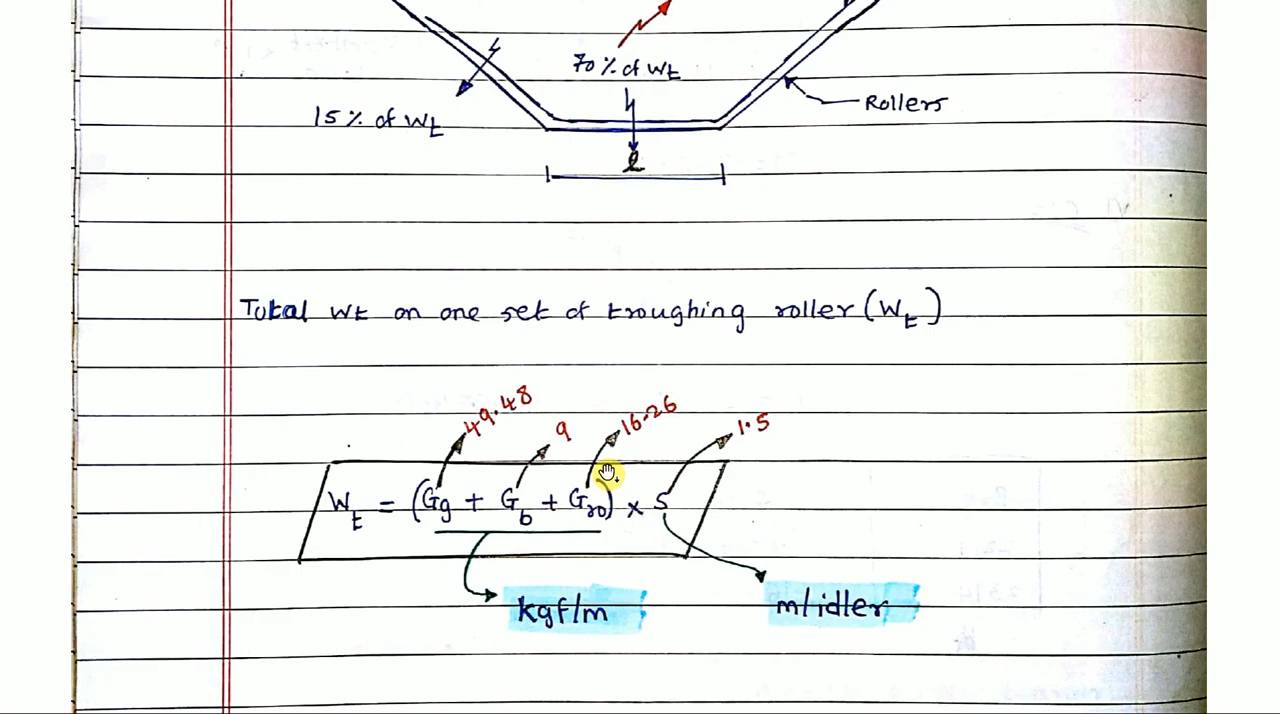 70 % of Wt
15 % of Wt
Rollers
l
Total wt on one set of troughing roller (Wt)
49.48
9
16.26
1.5
Wt = (Gg + Gb + Gro) × S
kgf/m
m/idler